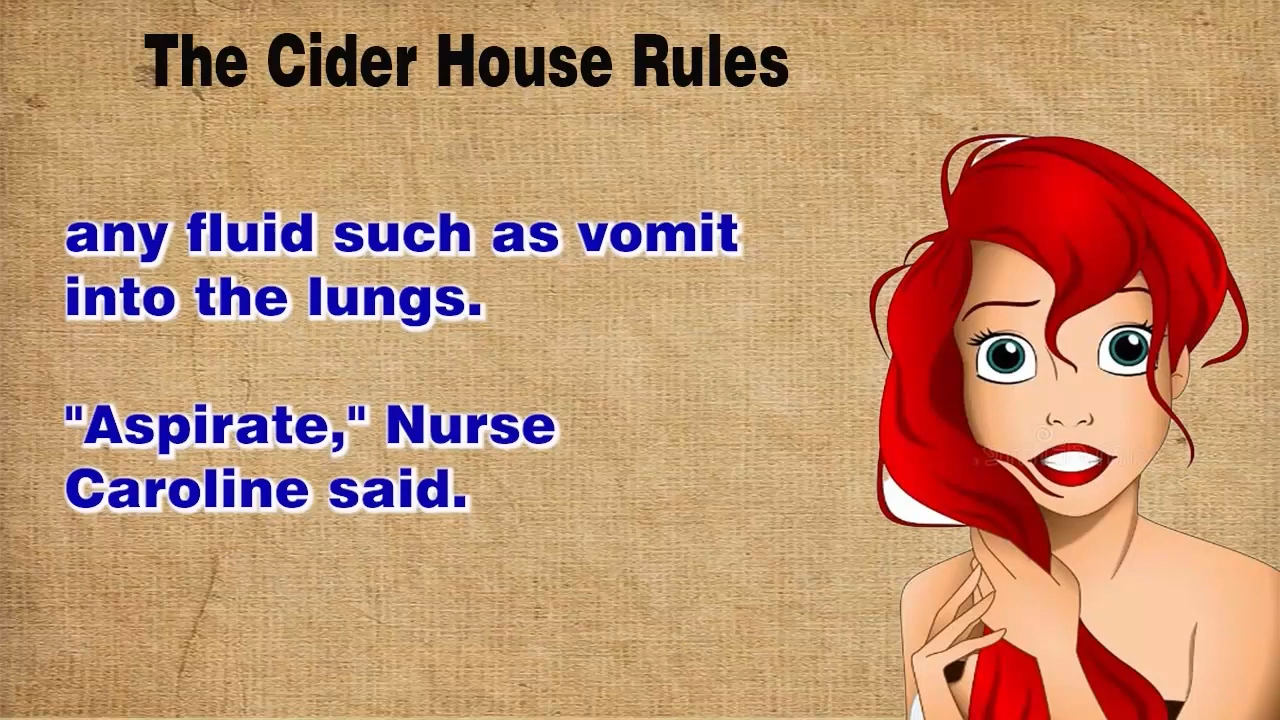 The Cider House Rules
any fluid such as vomit
into the lungs.
"Aspirate," Nurse
Caroline said.